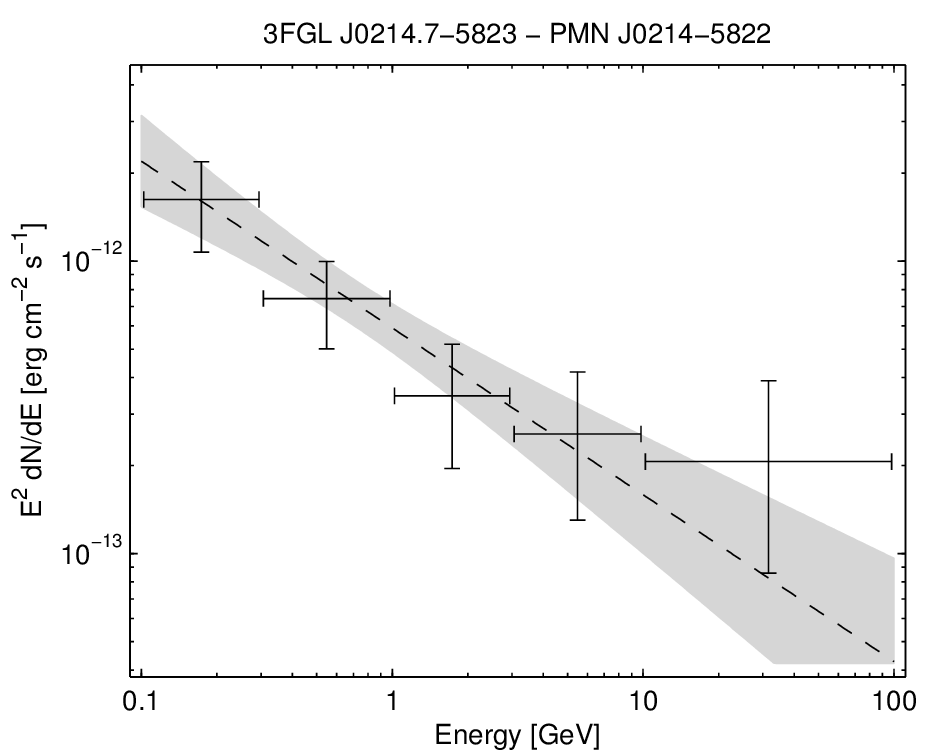 3FGL J0214.7−5823 − PMN J0214−5822
E² dN/dE [erg cm⁻² s⁻¹]
10⁻¹²
10⁻¹³
0.1 1 10 100
Energy [GeV]